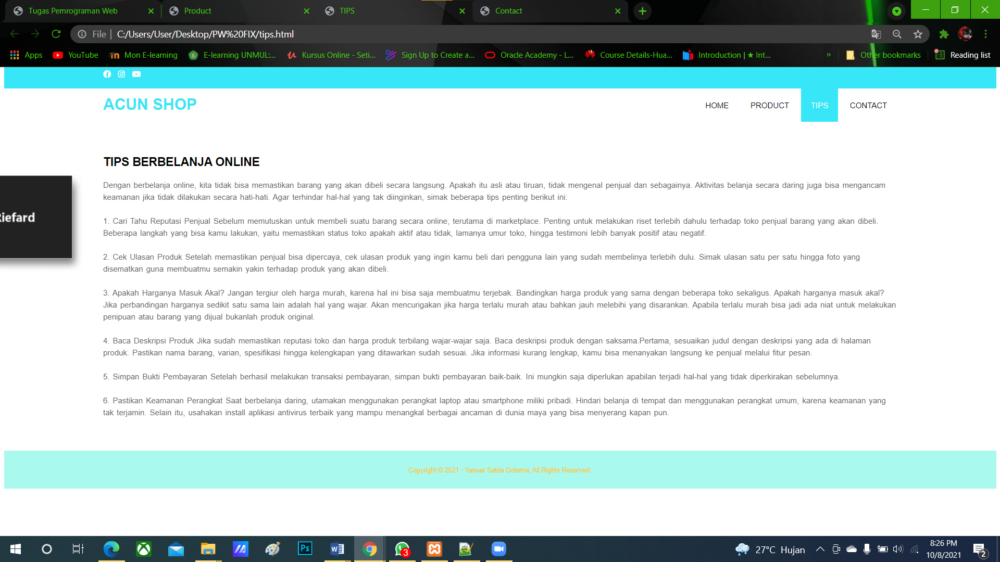 Tugas Pemrograman Web
Product
TIPS
Contact
File
C:/Users/User/Desktop/PW%20FIX/tips.html
Apps
YouTube
Mon E-learning
E-learning UNMUL:...
Kursus Online - Seti...
Sign Up to Create a...
Oracle Academy - L...
Course Details-Hua...
Introduction | ★ Int...
»
Other bookmarks
Reading list
ACUN SHOP
HOME
PRODUCT
TIPS
CONTACT
TIPS BERBELANJA ONLINE
Dengan berbelanja online, kita tidak bisa memastikan barang yang akan dibeli secara langsung. Apakah itu asli atau tiruan, tidak mengenal penjual dan sebagainya. Aktivitas belanja secara daring juga bisa mengancam
keamanan jika tidak dilakukan secara hati-hati. Agar terhindar hal-hal yang tak diinginkan, simak beberapa tips penting berikut ini:
1. Cari Tahu Reputasi Penjual Sebelum memutuskan untuk membeli suatu barang secara online, terutama di marketplace. Penting untuk melakukan riset terlebih dahulu terhadap toko penjual barang yang akan dibeli.
Beberapa langkah yang bisa kamu lakukan, yaitu memastikan status toko apakah aktif atau tidak, lamanya umur toko, hingga testimoni lebih banyak positif atau negatif.
2. Cek Ulasan Produk Setelah memastikan penjual bisa dipercaya, cek ulasan produk yang ingin kamu beli dari pengguna lain yang sudah membelinya terlebih dulu. Simak ulasan satu per satu hingga foto yang
disematkan guna membuatmu semakin yakin terhadap produk yang akan dibeli.
3. Apakah Harganya Masuk Akal? Jangan tergiur oleh harga murah, karena hal ini bisa saja membuatmu terjebak. Bandingkan harga produk yang sama dengan beberapa toko sekaligus. Apakah harganya masuk akal?
Jika perbandingan harganya sedikit satu sama lain adalah hal yang wajar. Akan mencurigakan jika harga terlalu murah atau bahkan jauh melebihi yang disarankan. Apabila terlalu murah bisa jadi ada niat untuk melakukan
penipuan atau barang yang dijual bukanlah produk original.
4. Baca Deskripsi Produk Jika sudah memastikan reputasi toko dan harga produk terbilang wajar-wajar saja. Baca deskripsi produk dengan saksama.Pertama, sesuaikan judul dengan deskripsi yang ada di halaman
produk. Pastikan nama barang, varian, spesifikasi hingga kelengkapan yang ditawarkan sudah sesuai. Jika informasi kurang lengkap, kamu bisa menanyakan langsung ke penjual melalui fitur pesan.
5. Simpan Bukti Pembayaran Setelah berhasil melakukan transaksi pembayaran, simpan bukti pembayaran baik-baik. Ini mungkin saja diperlukan apabilan terjadi hal-hal yang tidak diperkirakan sebelumnya.
6. Pastikan Keamanan Perangkat Saat berbelanja daring, utamakan menggunakan perangkat laptop atau smartphone miliki pribadi. Hindari belanja di tempat dan menggunakan perangkat umum, karena keamanan yang
tak terjamin. Selain itu, usahakan install aplikasi antivirus terbaik yang mampu menangkal berbagai ancaman di dunia maya yang bisa menyerang kapan pun.
Copyright © 2021 - Yanuar Satria Gotama, All Rights Reserved.
Ps
3
27°C Hujan
8:26 PM
10/8/2021
2